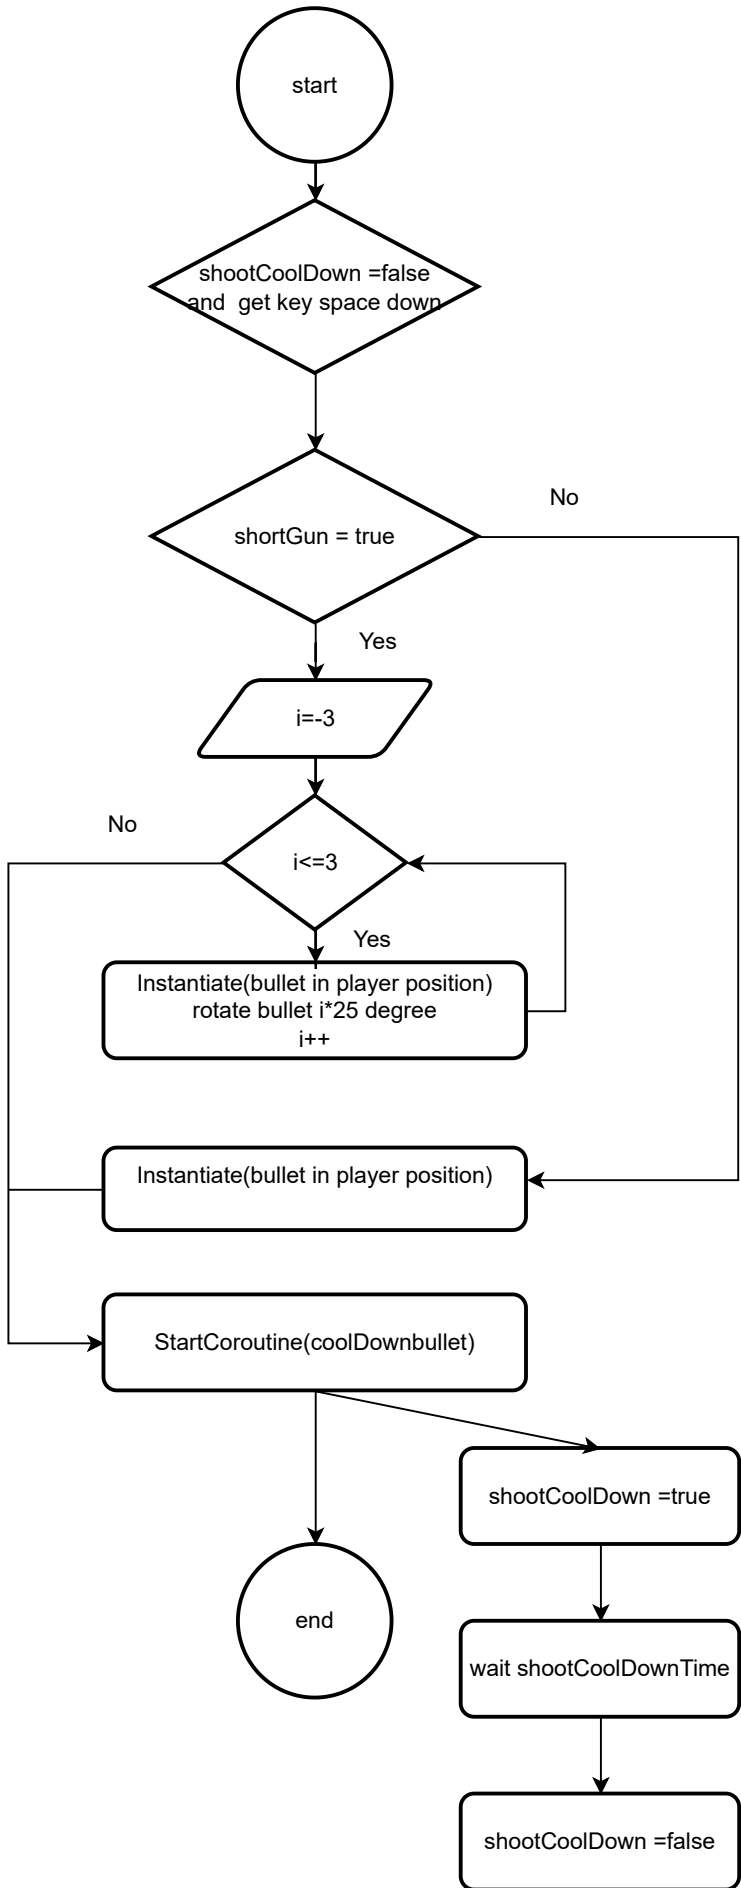 start
shootCoolDown =false
and  get key space down
No
shortGun = true
Yes
i=-3
No
i<=3
Yes
Instantiate(bullet in player position)
rotate bullet i*25 degree
i++
Instantiate(bullet in player position)
StartCoroutine(coolDownbullet)
shootCoolDown =true
end
wait shootCoolDownTime
shootCoolDown =false